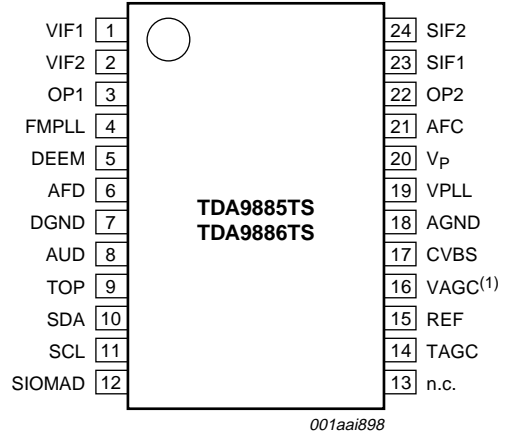 VIF1 1
VIF2 2
OP1 3
FMPLL 4
DEEM 5
AFD 6
DGND 7
AUD 8
TOP 9
SDA 10
SCL 11
SIOMAD 12
TDA9885TS
TDA9886TS
24 SIF2
23 SIF1
22 OP2
21 AFC
20 VP
19 VPLL
18 AGND
17 CVBS
16 VAGC(1)
15 REF
14 TAGC
13 n.c.
001aai898